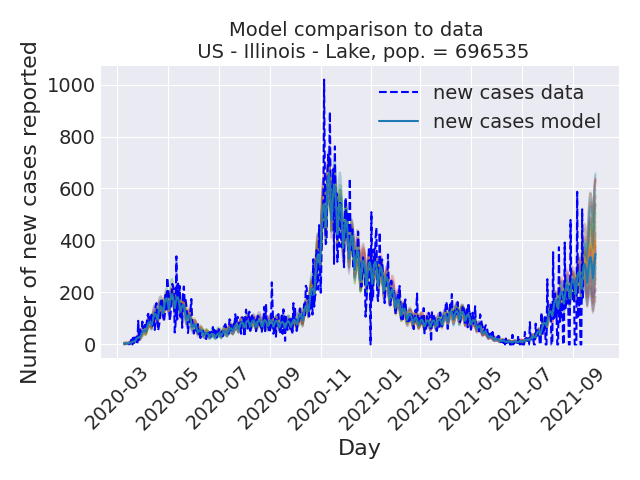 Model comparison to data
US - Illinois - Lake, pop. = 696535
Number of new cases reported
1000
800
600
400
200
0
new cases data
new cases model
2020-03
2020-05
2020-07
2020-09
2020-11
2021-01
2021-03
2021-05
2021-07
2021-09
Day